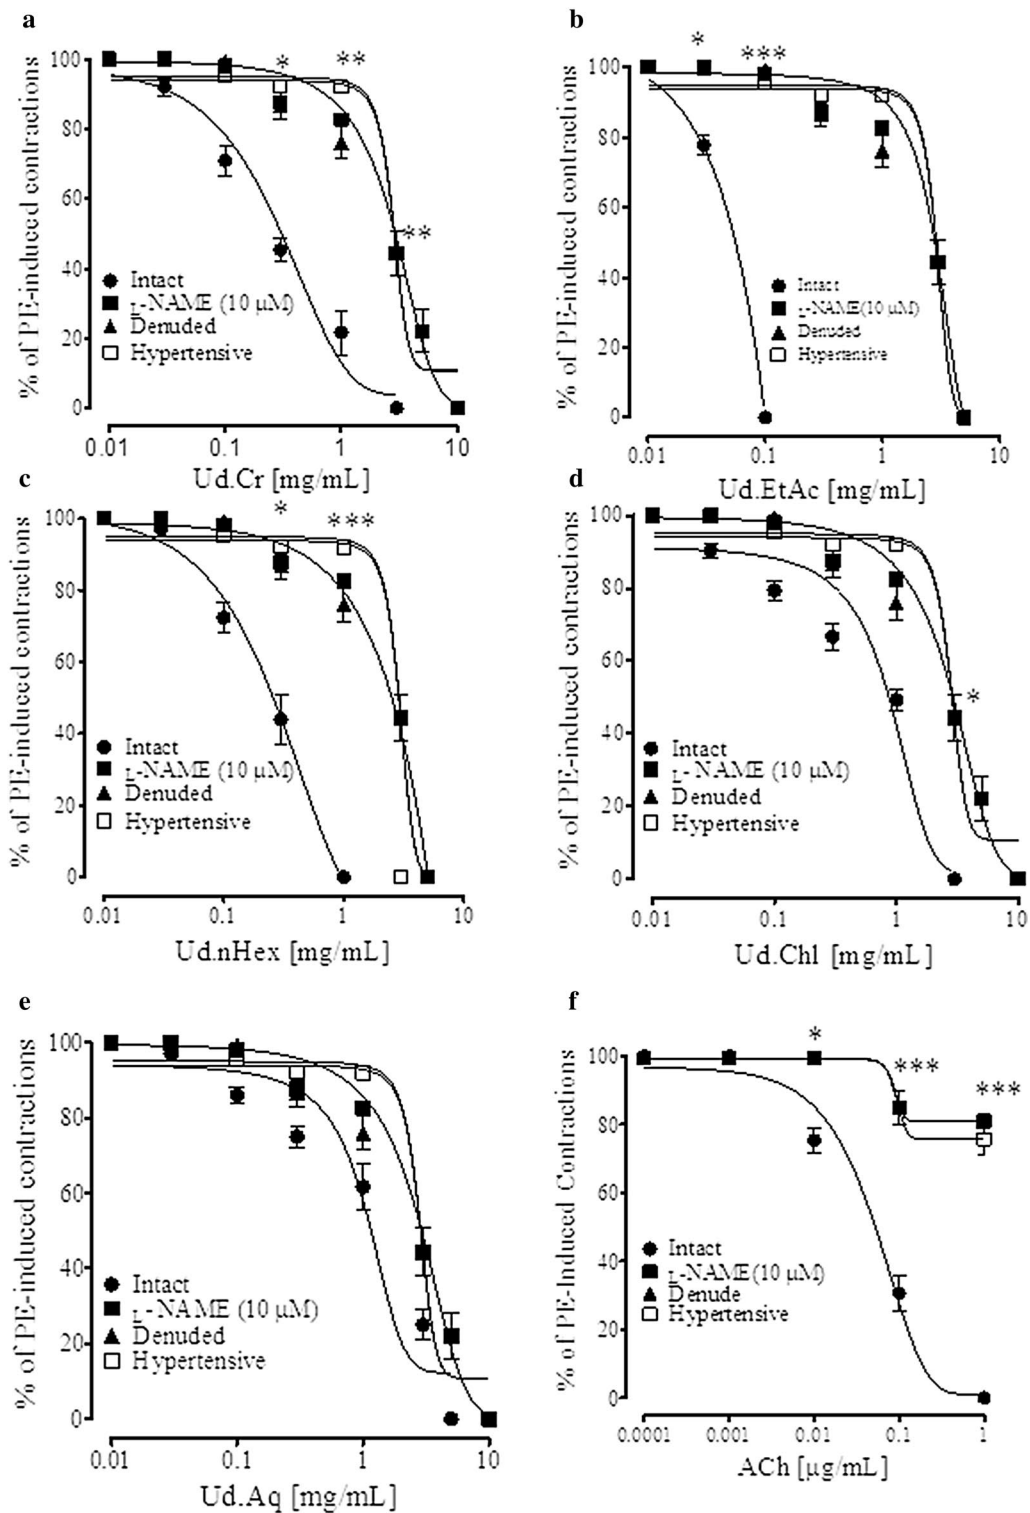 a
% of PE-induced contractions
100
80
60
40
20
0
*
**
**
Intact
L-NAME (10 µM)
Denuded
Hypertensive
0.01 0.1 1 10
Ud.Cr [mg/mL]
b
% of PE-induced contractions
100
80
60
40
20
0
*
***
Intact
L-NAME(10 µM)
Denuded
Hypertensive
0.01 0.1 1 10
Ud.EtAc [mg/mL]
c
% of PE-induced contractions
100
80
60
40
20
0
*
***
Intact
L-NAME (10 µM)
Denuded
Hypertensive
0.01 0.1 1 10
Ud.nHex [mg/mL]
d
% of PE-induced contractions
100
80
60
40
20
0
*
Intact
L- NAME (10 µM)
Denuded
Hypertensive
0.01 0.1 1 10
Ud.Chl [mg/mL]
e
% of PE-induced contractions
100
80
60
40
20
0
Intact
L-NAME (10 µM)
Denuded
Hypertensive
0.01 0.1 1 10
Ud.Aq [mg/mL]
f
% of PE-Induced Contractions
100
80
60
40
20
0
*
***
***
Intact
L-NAME(10 µM)
Denude
Hypertensive
0.0001 0.001 0.01 0.1 1
ACh [µg/mL]